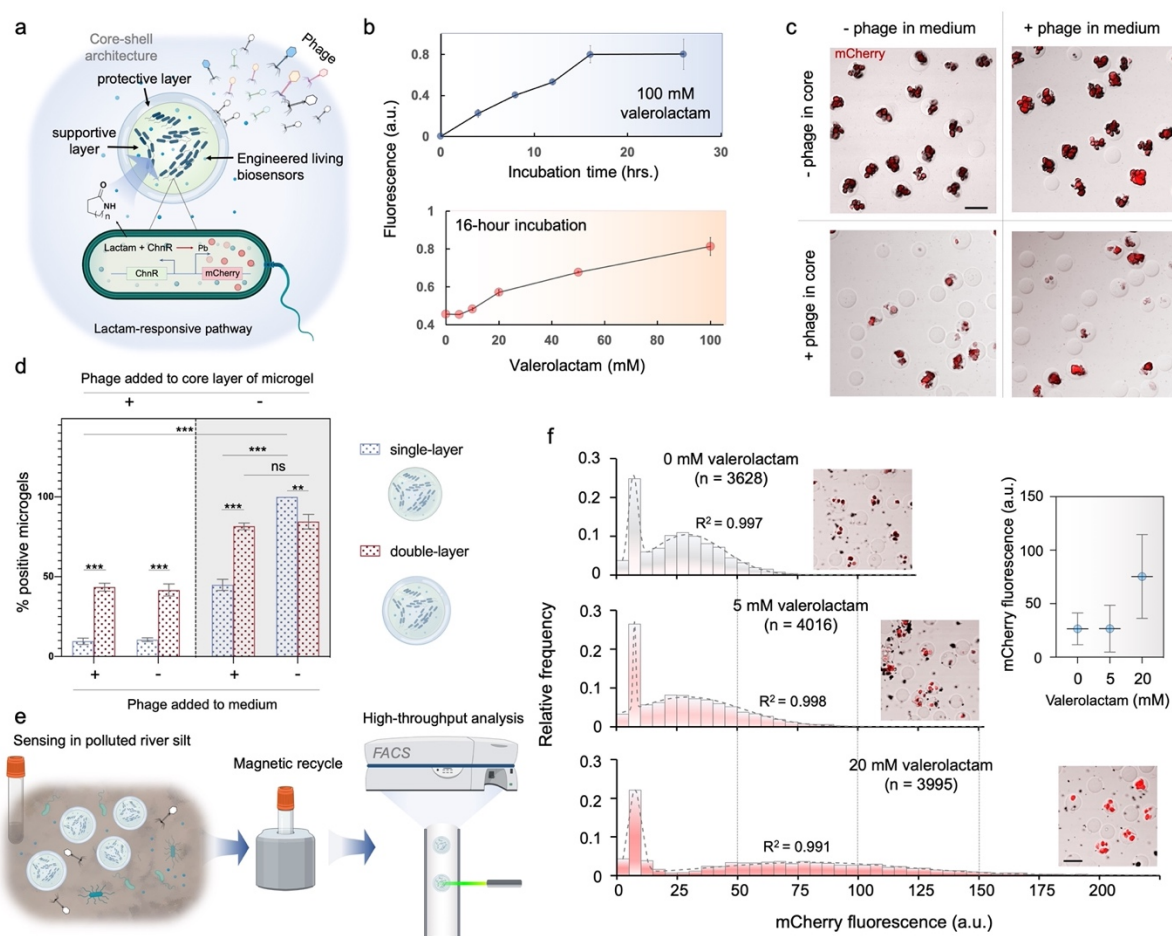 a
Core-shell
architecture
protective layer
supportive
layer
Phage
Engineered living
biosensors
O
NH
n
Lactam + ChnR
Pb
ChnR
mCherry
Lactam-responsive pathway
b
Fluorescence (a.u.)
0.8
0.4
0
100 mM
valerolactam
0 10 20 30
Incubation time (hrs.)
1
0.8
0.6
0.4
16-hour incubation
0 20 40 60 80 100
Valerolactam (mM)
c
- phage in medium
+ phage in medium
- phage in core
+ phage in core
mCherry
d
Phage added to core layer of microgel
+ -
% positive microgels
100
50
0
***
***
ns
**
***
***
***
+ - + -
Phage added to medium
single-layer
double-layer
e
Sensing in polluted river silt
Magnetic recycle
High-throughput analysis
FACS
f
Relative frequency
0.3
0.2
0.1
0
0 mM valerolactam
(n = 3628)
R² = 0.997
0.3
0.2
0.1
0
5 mM valerolactam
(n = 4016)
R² = 0.998
0.3
0.2
0.1
0
20 mM valerolactam
(n = 3995)
R² = 0.991
0 25 50 75 100 150 200
mCherry fluorescence (a.u.)
mCherry fluorescence (a.u.)
150
100
50
0
0 5 20
Valerolactam (mM)